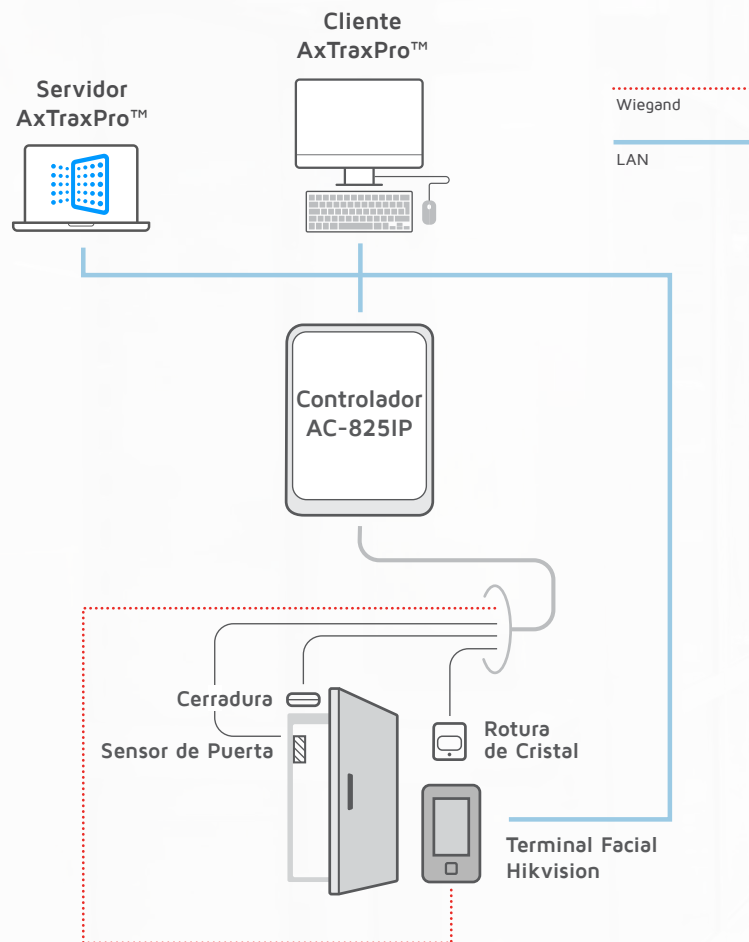 Cliente
AxTraxPro™
Servidor
AxTraxPro™
Wiegand
LAN
Controlador
AC-825IP
Cerradura
Sensor de Puerta
Rotura
de Cristal
Terminal Facial
Hikvision